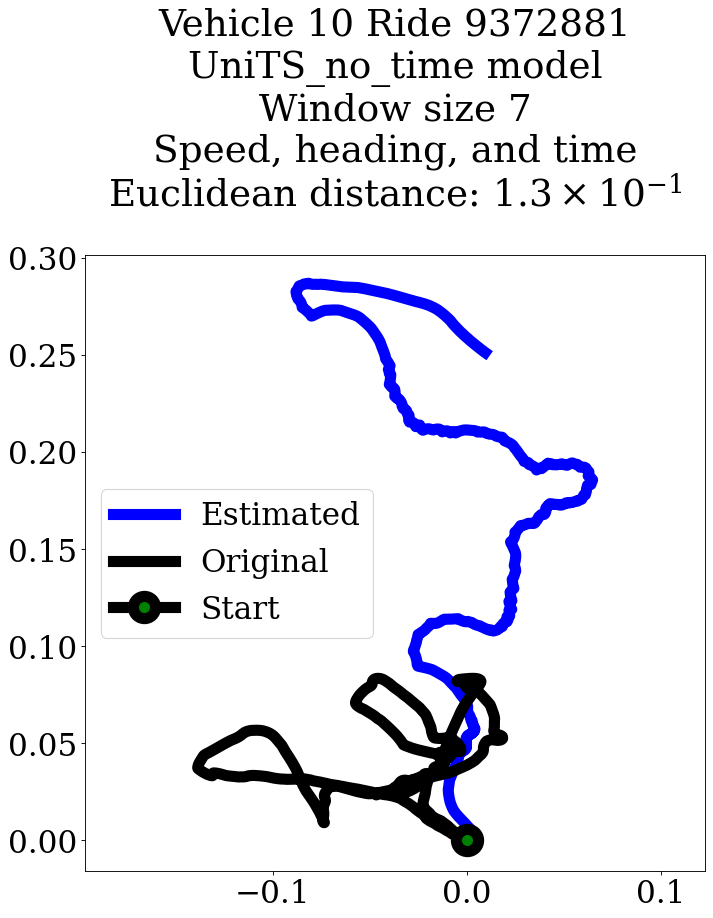 Vehicle 10 Ride 9372881
UniTS_no_time model
Window size 7
Speed, heading, and time
Euclidean distance: 1.3 × 10⁻¹
0.30
0.25
0.20
0.15
0.10
0.05
0.00
Estimated
Original
Start
−0.1
0.0
0.1